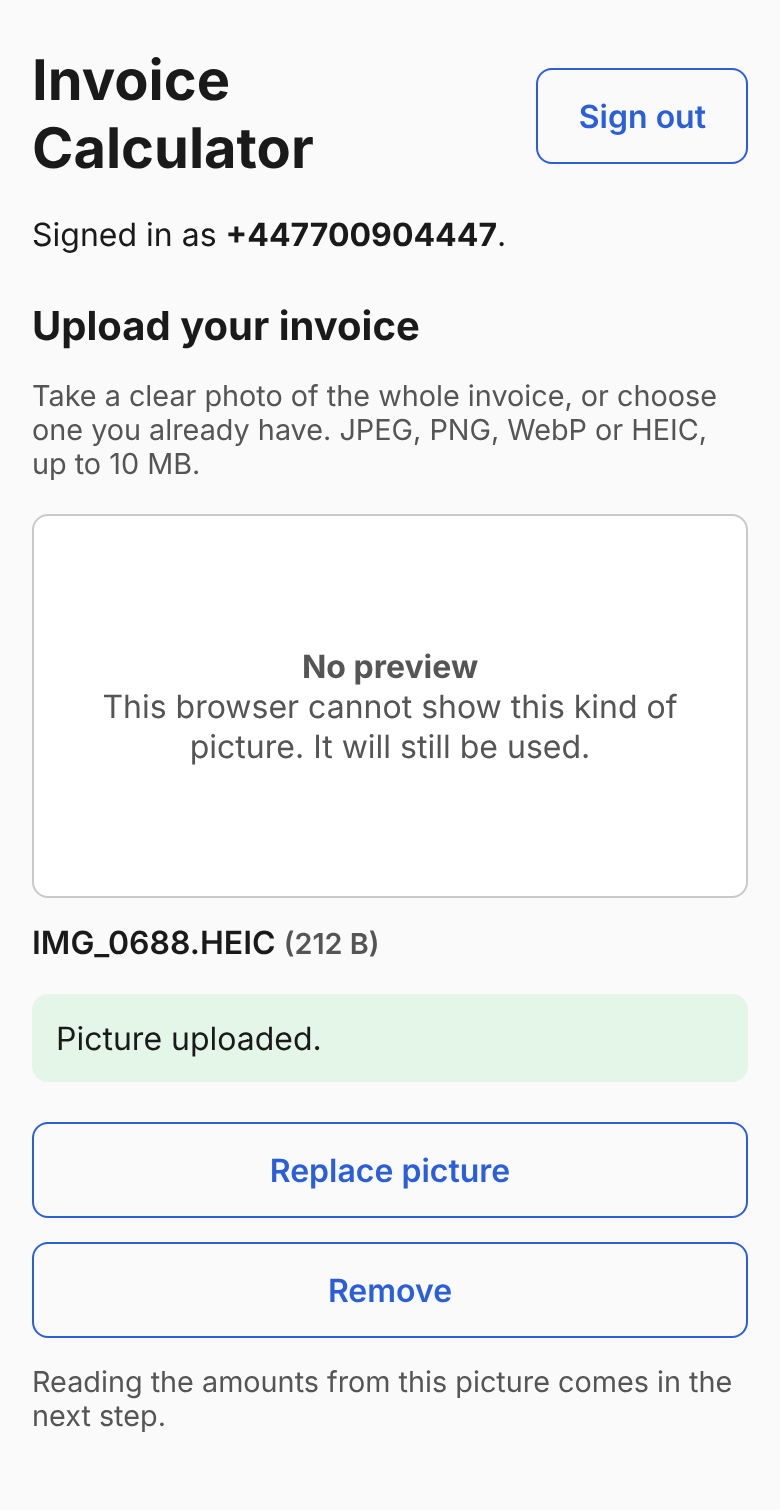 Invoice
Calculator
Sign out
Signed in as +447700904447.
Upload your invoice
Take a clear photo of the whole invoice, or choose
one you already have. JPEG, PNG, WebP or HEIC,
up to 10 MB.
No preview
This browser cannot show this kind of
picture. It will still be used.
IMG_0688.HEIC (212 B)
Picture uploaded.
Replace picture
Remove
Reading the amounts from this picture comes in the
next step.